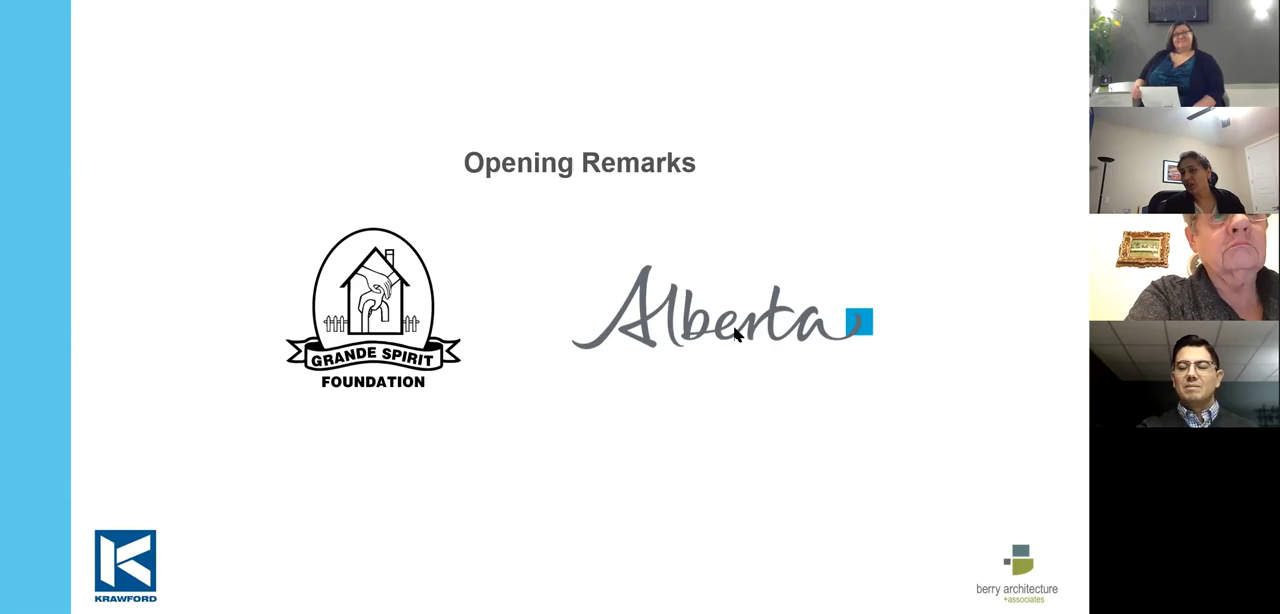 Opening Remarks
GRANDE SPIRIT
FOUNDATION
Alberta
KRAWFORD
berry architecture
+associates